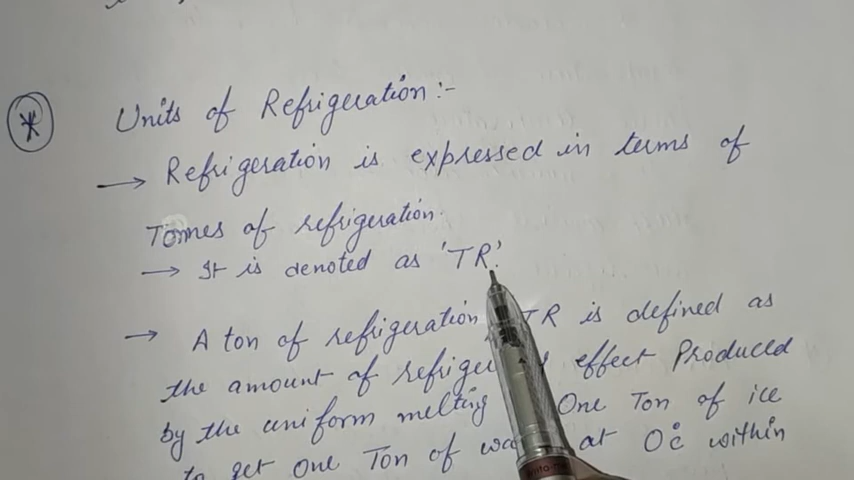 Units of Refrigeration :-
→ Refrigeration is expressed in terms of
Tonnes of refrigeration.
→ It is denoted as 'TR'.
→ A ton of refrigeration TR is defined as
the amount of effect Produced
by the uniform melting One Ton of ice
to get One Ton of at 0°c within